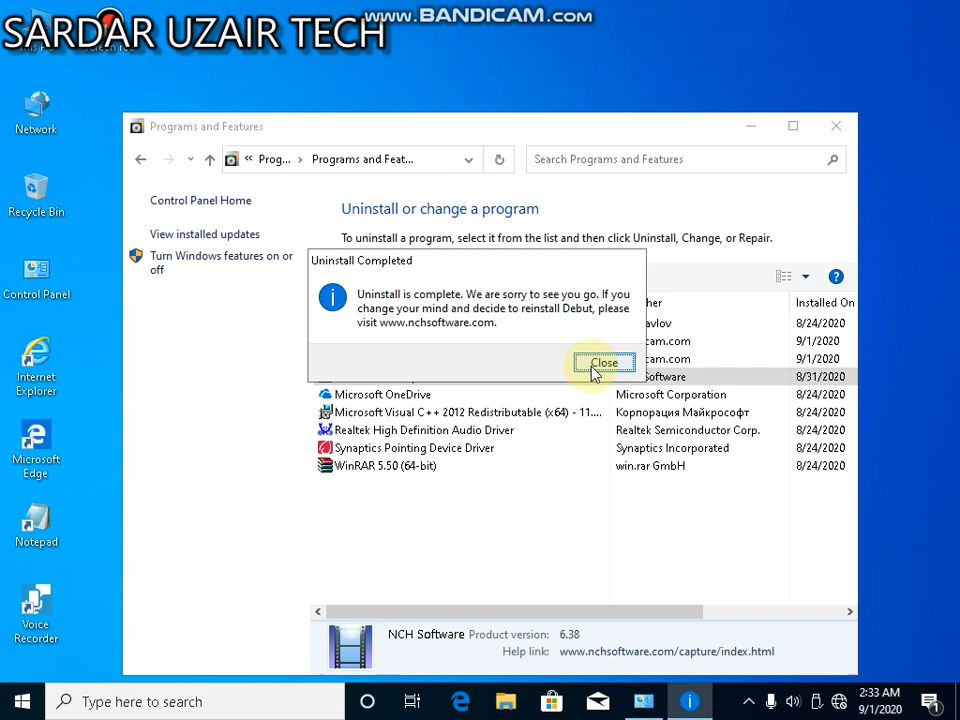 www.BANDICAM.com
SARDAR UZAIR TECH
Network
Recycle Bin
Control Panel
Internet
Explorer
Microsoft
Edge
Notepad
Voice
Recorder
Programs and Features
« Prog... > Programs and Feat...
Search Programs and Features
Control Panel Home
View installed updates
Turn Windows features on or
off
Uninstall or change a program
To uninstall a program, select it from the list and then click Uninstall, Change, or Repair.
Uninstall Completed
Uninstall is complete. We are sorry to see you go. If you
change your mind and decide to reinstall Debut, please
visit www.nchsoftware.com.
Close
Installed On
8/24/2020
cam.com 9/1/2020
cam.com 9/1/2020
Software 8/31/2020
Microsoft OneDrive Microsoft Corporation 8/24/2020
Microsoft Visual C++ 2012 Redistributable (x64) - 11.... Корпорация Майкрософт 8/24/2020
Realtek High Definition Audio Driver Realtek Semiconductor Corp. 8/24/2020
Synaptics Pointing Device Driver Synaptics Incorporated 8/24/2020
WinRAR 5.50 (64-bit) win.rar GmbH 8/24/2020
NCH Software Product version: 6.38
Help link: www.nchsoftware.com/capture/index.html
Type here to search
2:33 AM
9/1/2020
1